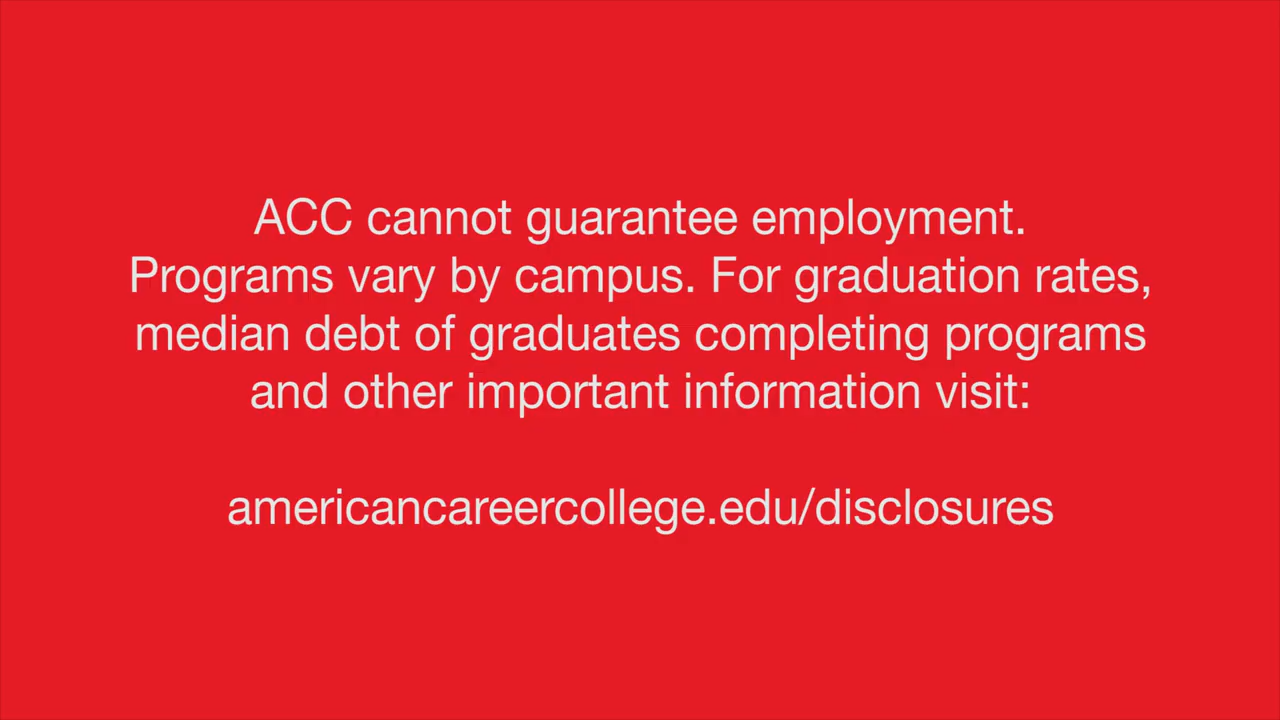 ACC cannot guarantee employment.
Programs vary by campus. For graduation rates,
median debt of graduates completing programs
and other important information visit:
americancareercollege.edu/disclosures